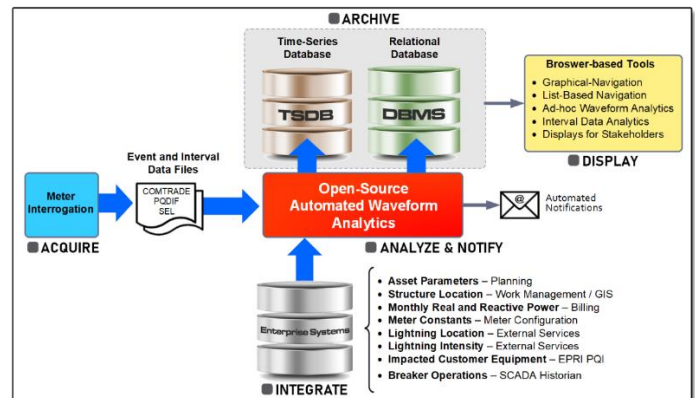 ARCHIVE
Time-Series
Database
Relational
Database
TSDB
DBMS
Broswer-based Tools
• Graphical-Navigation
• List-Based Navigation
• Ad-hoc Waveform Analytics
• Interval Data Analytics
• Displays for Stakeholders
DISPLAY
Event and Interval
Data Files
Meter
Interrogation
COMTRADE
PQDIF
SEL
Open-Source
Automated Waveform
Analytics
Automated
Notifications
ACQUIRE
ANALYZE & NOTIFY
Enterprise Systems
• Asset Parameters – Planning
• Structure Location – Work Management / GIS
• Monthly Real and Reactive Power – Billing
• Meter Constants – Meter Configuration
• Lightning Location – External Services
• Lightning Intensity – External Services
• Impacted Customer Equipment – EPRI PQI
• Breaker Operations – SCADA Historian
INTEGRATE